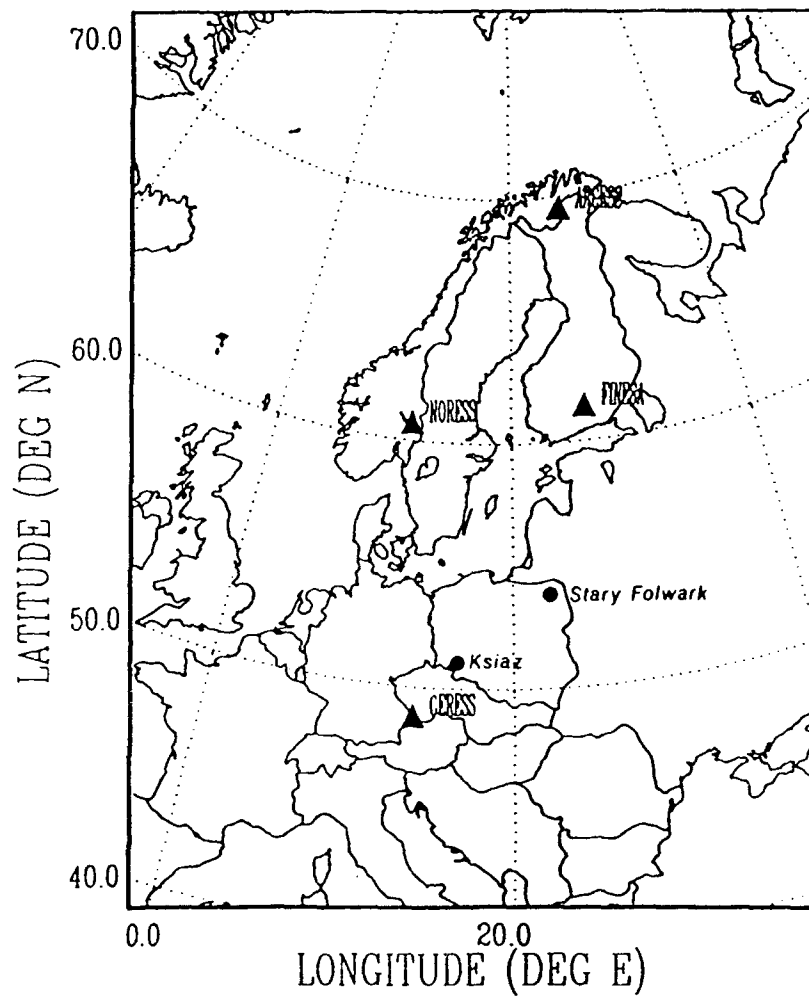 70.0
60.0
50.0
40.0
LATITUDE (DEG N)
ARCESS
FINESA
NORESS
Stary Folwark
Ksiaz
GERESS
0.0
20.0
LONGITUDE (DEG E)